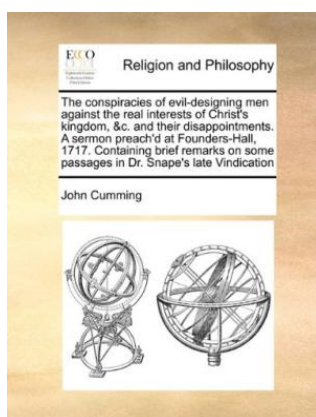 ECCO
Religion and Philosophy
The conspiracies of evil-designing men
against the real interests of Christ's
kingdom, &c. and their disappointments.
A sermon preach'd at Founders-Hall,
1717. Containing brief remarks on some
passages in Dr. Snape's late Vindication
John Cumming